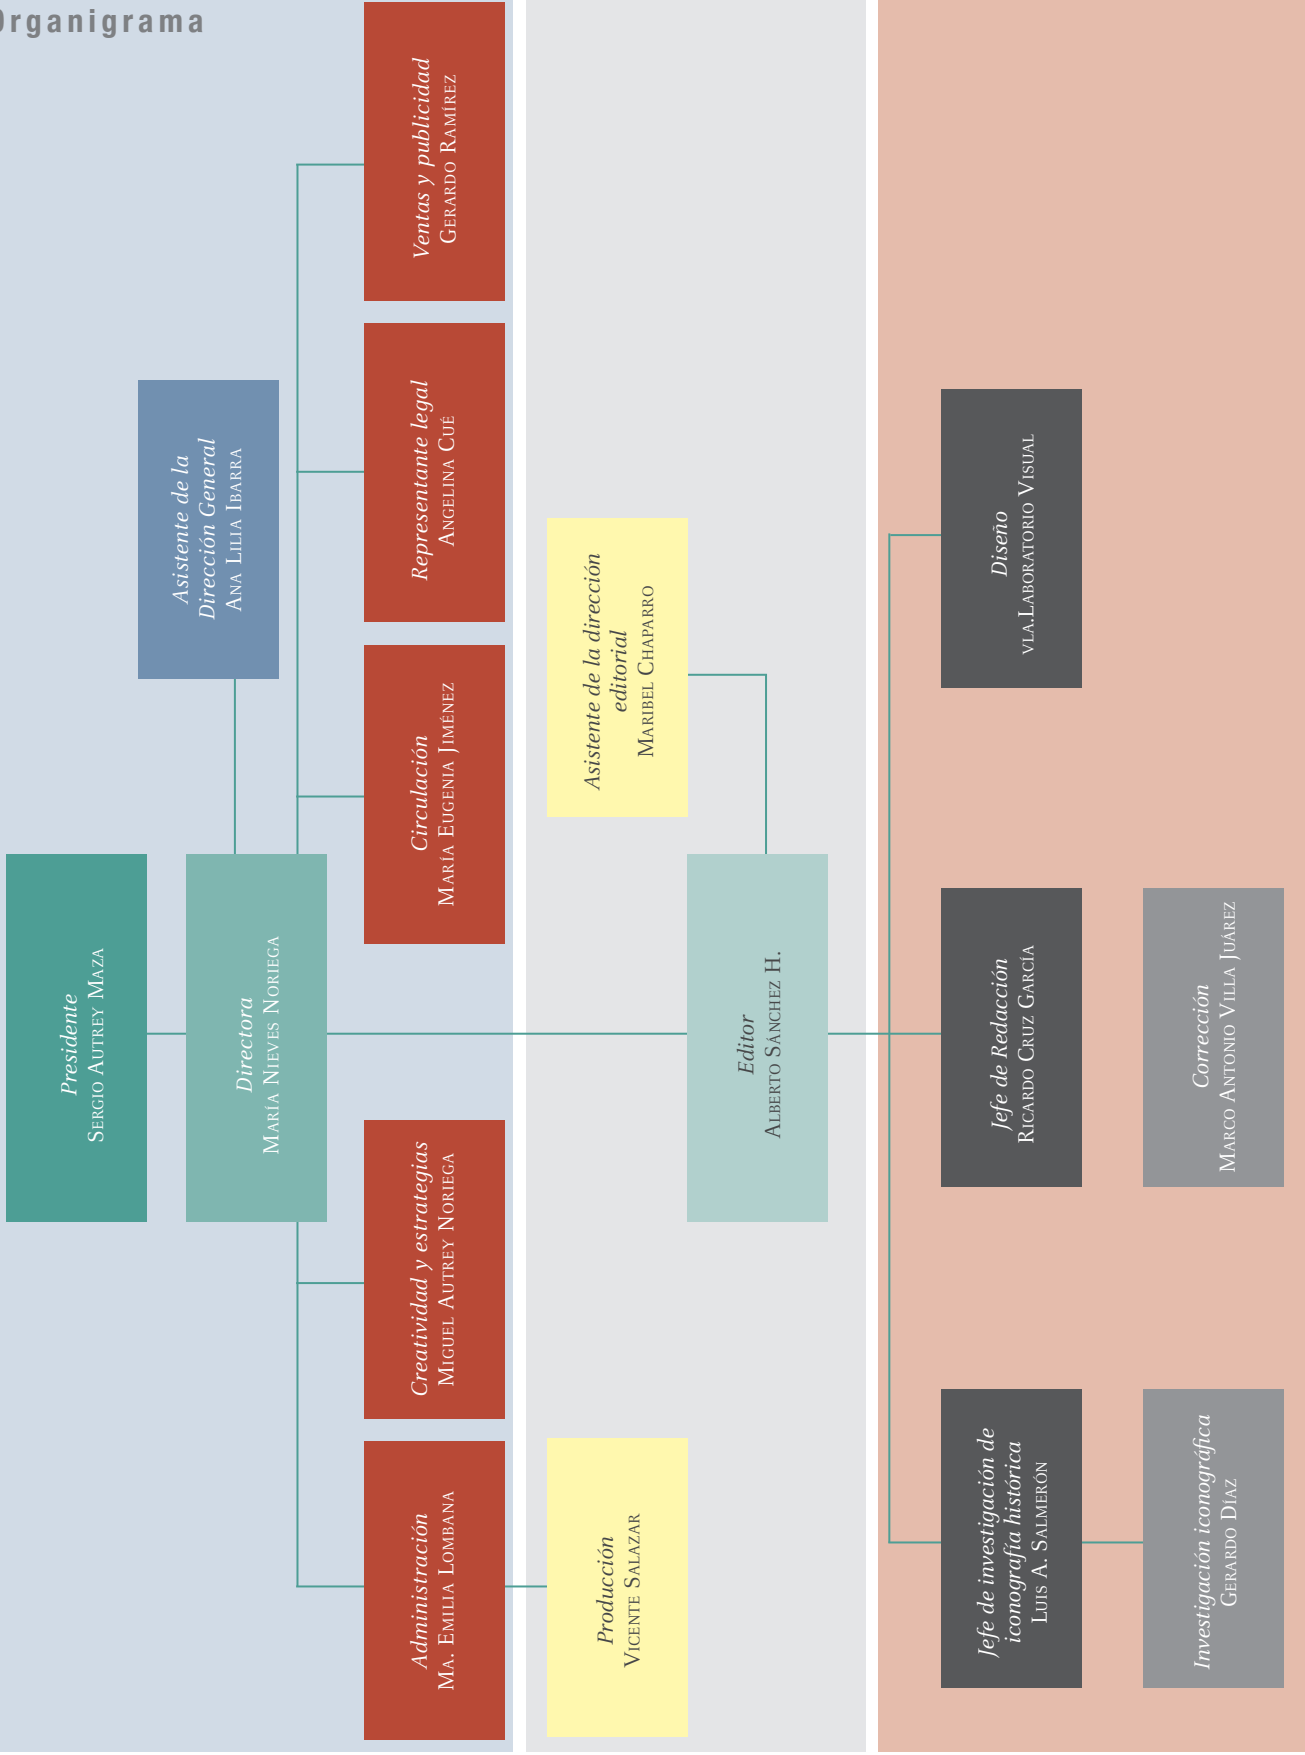 Organigrama
Presidente
Sergio Autrey Maza
Directora
María Nieves Noriega
Asistente de la
Dirección General
Ana Lilia Ibarra
Administración
Ma. Emilia Lombana
Creatividad y estrategias
Miguel Autrey Noriega
Circulación
María Eugenia Jiménez
Representante legal
Angelina Cué
Ventas y publicidad
Gerardo Ramírez
Producción
Vicente Salazar
Asistente de la dirección
editorial
Maribel Chaparro
Editor
Alberto Sánchez H.
Jefe de investigación de
iconografía histórica
Luis A. Salmerón
Jefe de Redacción
Ricardo Cruz García
Diseño
vla.Laboratorio Visual
Investigación iconográfica
Gerardo Díaz
Corrección
Marco Antonio Villa Juárez